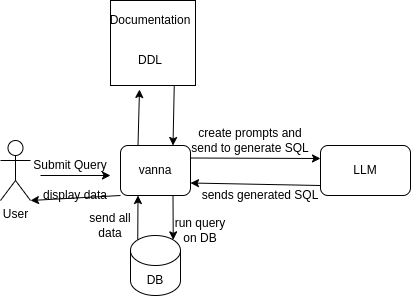 Documentation
DDL
create prompts and
send to generate SQL
Submit Query
vanna
LLM
display data
sends generated SQL
User
send all
data
run query
on DB
DB